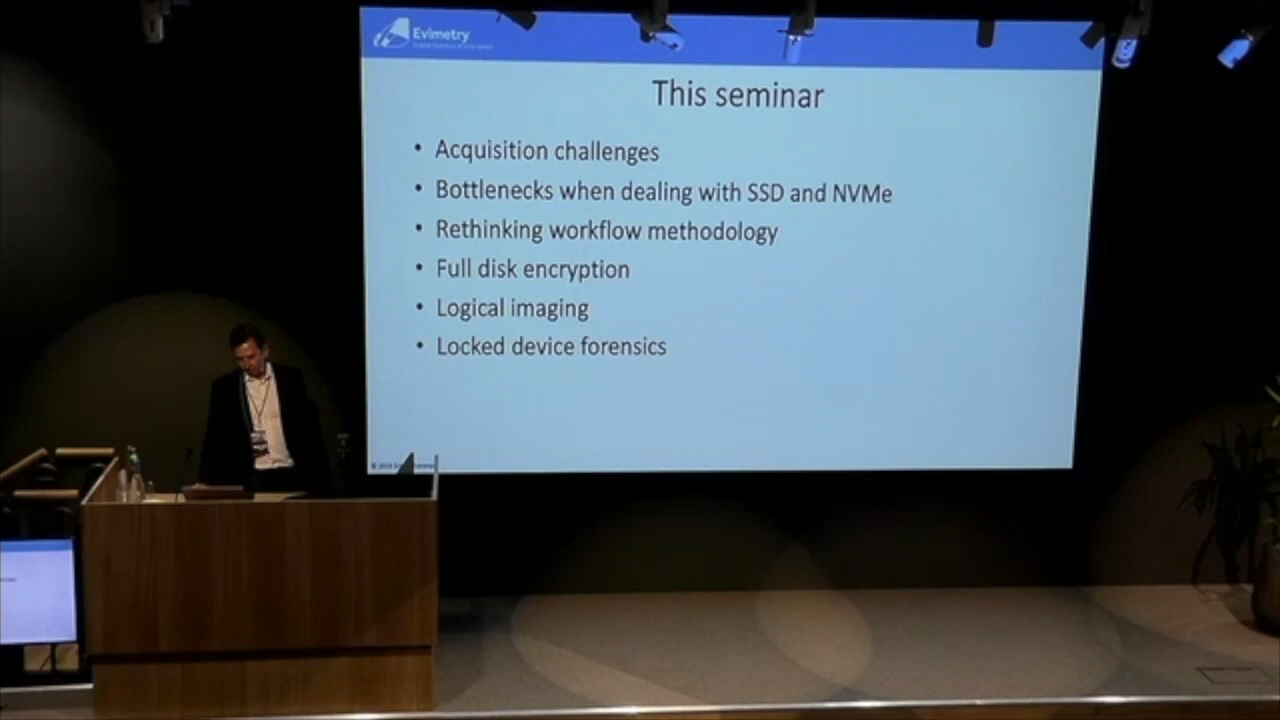 Evimetry
This seminar
• Acquisition challenges
• Bottlenecks when dealing with SSD and NVMe
• Rethinking workflow methodology
• Full disk encryption
• Logical imaging
• Locked device forensics